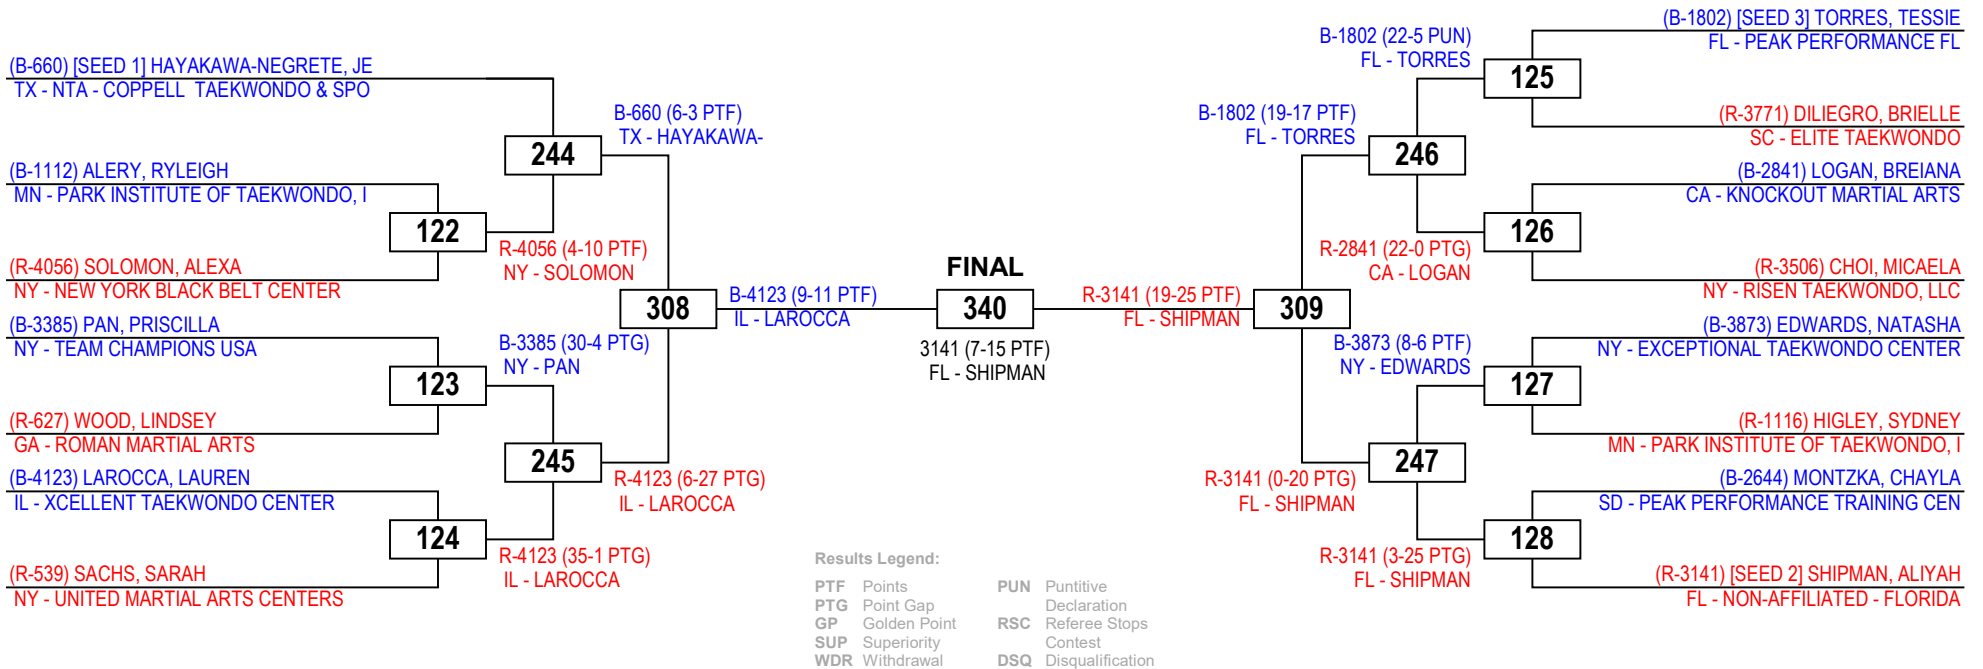 (B-660) [SEED 1] HAYAKAWA-NEGRETE, JE
TX - NTA - COPPELL  TAEKWONDO & SPO
(B-1112) ALERY, RYLEIGH
MN - PARK INSTITUTE OF TAEKWONDO, I
(R-4056) SOLOMON, ALEXA
NY - NEW YORK BLACK BELT CENTER
(B-3385) PAN, PRISCILLA
NY - TEAM CHAMPIONS USA
(R-627) WOOD, LINDSEY
GA - ROMAN MARTIAL ARTS
(B-4123) LAROCCA, LAUREN
IL - XCELLENT TAEKWONDO CENTER
(R-539) SACHS, SARAH
NY - UNITED MARTIAL ARTS CENTERS
122
123
124
R-4056 (4-10 PTF)
NY - SOLOMON
B-3385 (30-4 PTG)
NY - PAN
R-4123 (35-1 PTG)
IL - LAROCCA
244
245
B-660 (6-3 PTF)
TX - HAYAKAWA-
R-4123 (6-27 PTG)
IL - LAROCCA
308
B-4123 (9-11 PTF)
IL - LAROCCA
FINAL
340
3141 (7-15 PTF)
FL - SHIPMAN
R-3141 (19-25 PTF)
FL - SHIPMAN
309
B-1802 (19-17 PTF)
FL - TORRES
R-3141 (0-20 PTG)
FL - SHIPMAN
246
247
B-1802 (22-5 PUN)
FL - TORRES
R-2841 (22-0 PTG)
CA - LOGAN
B-3873 (8-6 PTF)
NY - EDWARDS
R-3141 (3-25 PTG)
FL - SHIPMAN
125
126
127
128
(B-1802) [SEED 3] TORRES, TESSIE
FL - PEAK PERFORMANCE FL
(R-3771) DILIEGRO, BRIELLE
SC - ELITE TAEKWONDO
(B-2841) LOGAN, BREIANA
CA - KNOCKOUT MARTIAL ARTS
(R-3506) CHOI, MICAELA
NY - RISEN TAEKWONDO, LLC
(B-3873) EDWARDS, NATASHA
NY - EXCEPTIONAL TAEKWONDO CENTER
(R-1116) HIGLEY, SYDNEY
MN - PARK INSTITUTE OF TAEKWONDO, I
(B-2644) MONTZKA, CHAYLA
SD - PEAK PERFORMANCE TRAINING CEN
(R-3141) [SEED 2] SHIPMAN, ALIYAH
FL - NON-AFFILIATED - FLORIDA
Results Legend:
PTF Points
PTG Point Gap
GP Golden Point
SUP Superiority
WDR Withdrawal
PUN Puntitive
Declaration
RSC Referee Stops
Contest
DSQ Disqualification